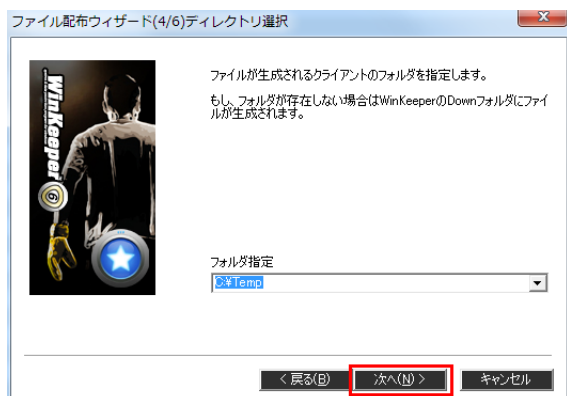 ファイル配布ウィザード(4/6)ディレクトリ選択
WinKeeper
6
ファイルが生成されるクライアントのフォルダを指定します。
もし、フォルダが存在しない場合はWinKeeperのDownフォルダにファイ
ルが生成されます。
フォルダ指定
C:¥Temp
< 戻る(B)
次へ(N) >
キャンセル